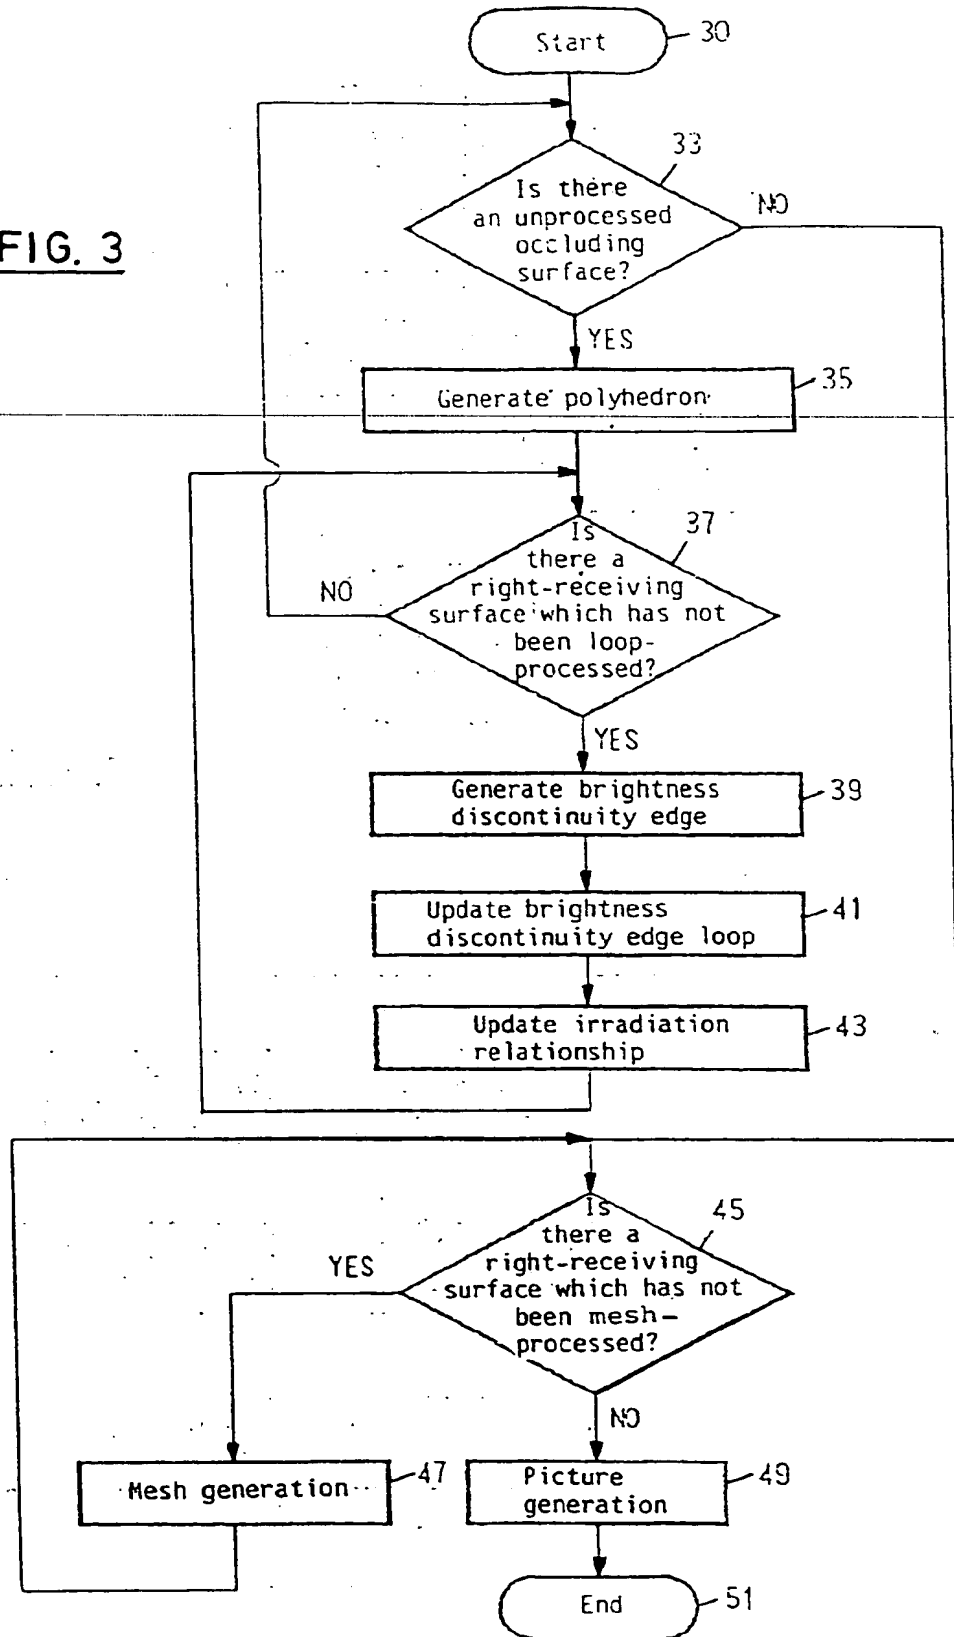 Start
30
33
Is there
an unprocessed
occluding
surface?
NO
FIG. 3
YES
Generate polyhedron
35
37
Is
there a
right-receiving
surface which has not
been loop-
processed?
NO
YES
Generate brightness
discontinuity edge
39
Update brightness
discontinuity edge loop
41
Update irradiation
relationship
43
45
Is
there a
right-receiving
surface which has not
been mesh-
processed?
YES
NO
Mesh generation
47
Picture
generation
49
End
51